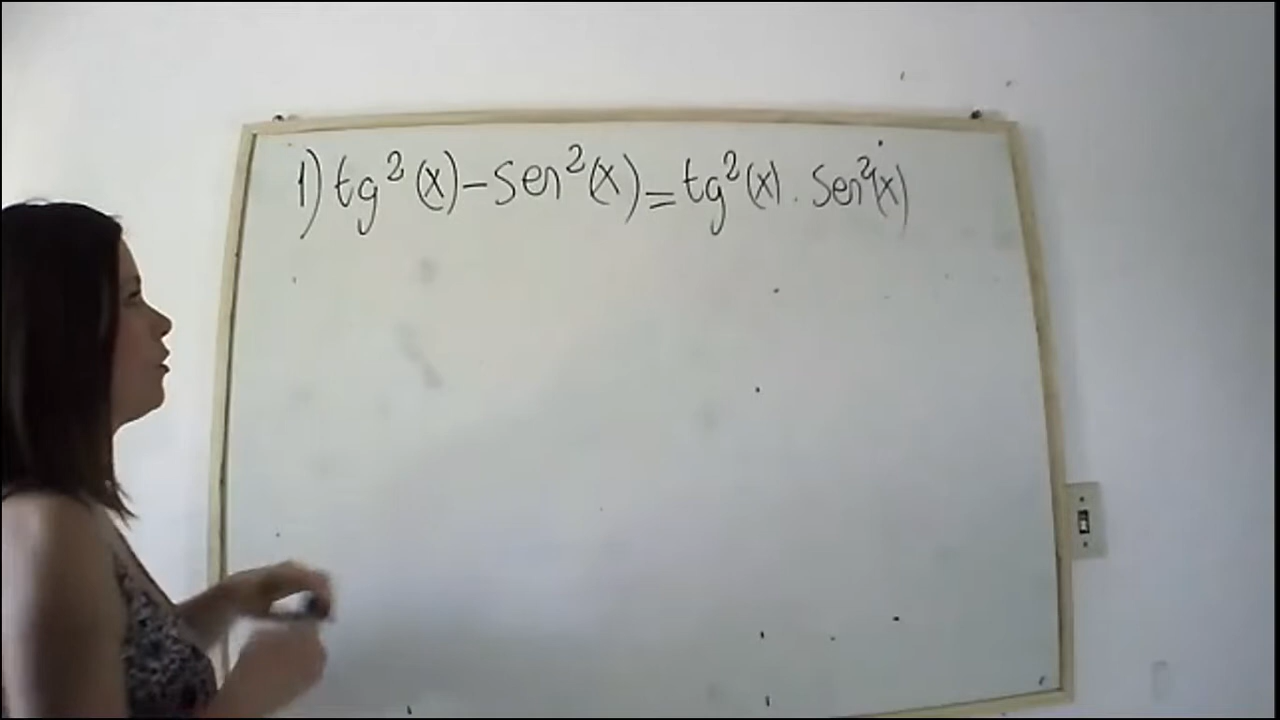 1) tg²(x) - sen²(x) = tg²(x) . sen²(x)